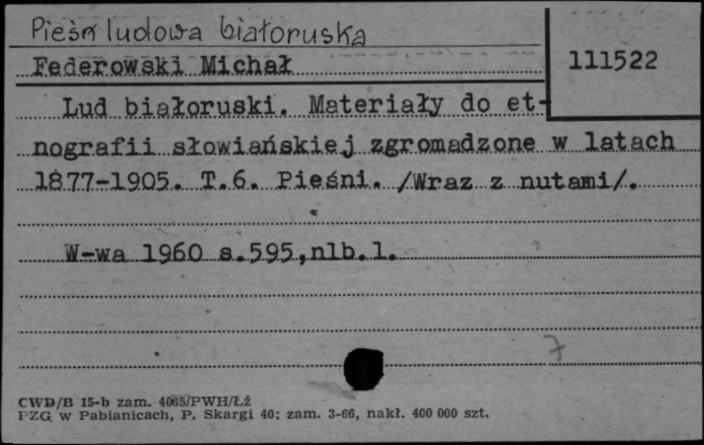 Pieśń ludowa białoruska
Federowski Michał
111522
Lud białoruski. Materiały do et-
nografii słowiańskiej zgromadzone w latach
1877-1905. T.6. Pieśni. /Wraz z nutami/.
W-wa 1960 s.595,nlb.1.
7
CWD/B 15-b zam. 4065/PWH/Łź
PZG. w Pabianicach, P. Skargi 40; zam. 3-66, nakł. 400 000 szt.